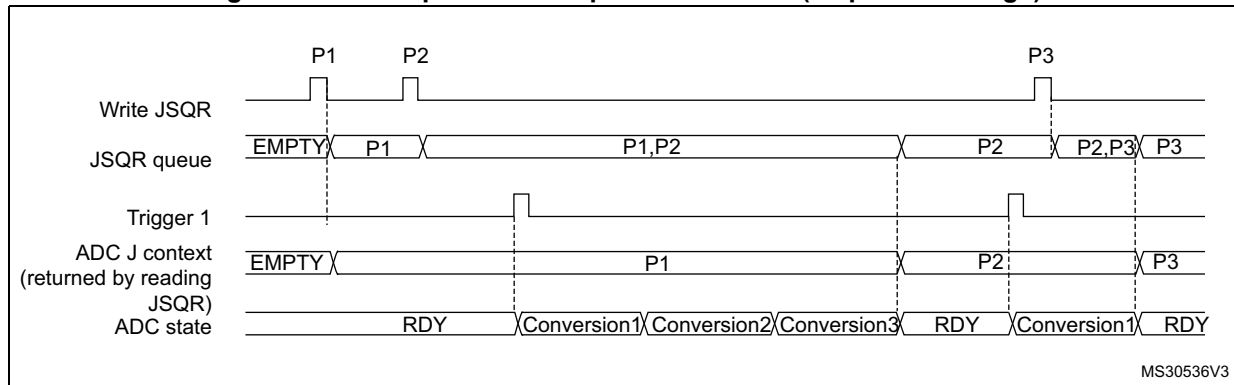 P1 P2 P3
Write JSQR
JSQR queue EMPTY P1 P1,P2 P2 P2,P3 P3
Trigger 1
ADC J context
(returned by reading
JSQR)
EMPTY P1 P2 P3
ADC state RDY Conversion1 Conversion2 Conversion3 RDY Conversion1 RDY
MS30536V3